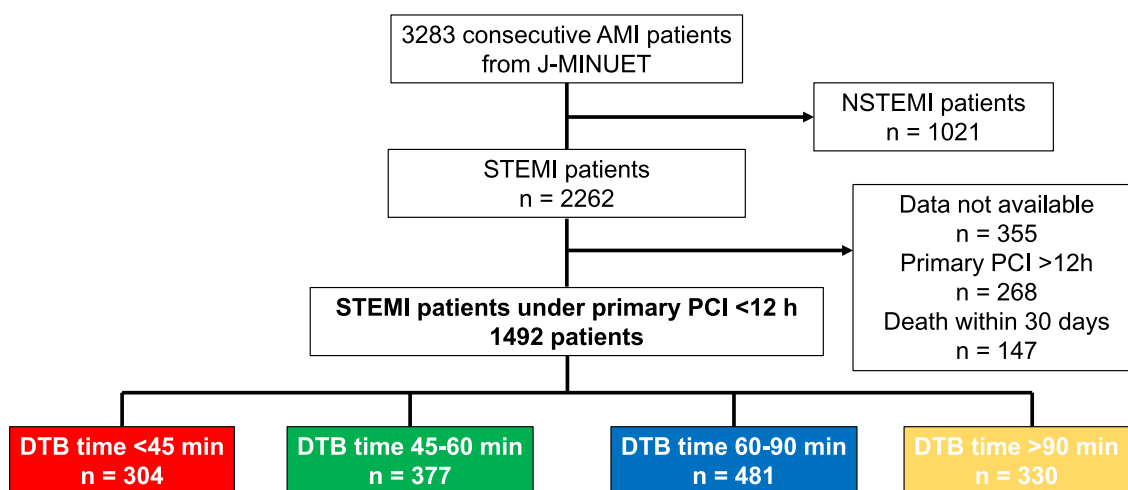 3283 consecutive AMI patients
from J-MINUET
NSTEMI patients
n = 1021
STEMI patients
n = 2262
Data not available
n = 355
Primary PCI >12h
n = 268
Death within 30 days
n = 147
STEMI patients under primary PCI <12 h
1492 patients
DTB time <45 min
n = 304
DTB time 45-60 min
n = 377
DTB time 60-90 min
n = 481
DTB time >90 min
n = 330